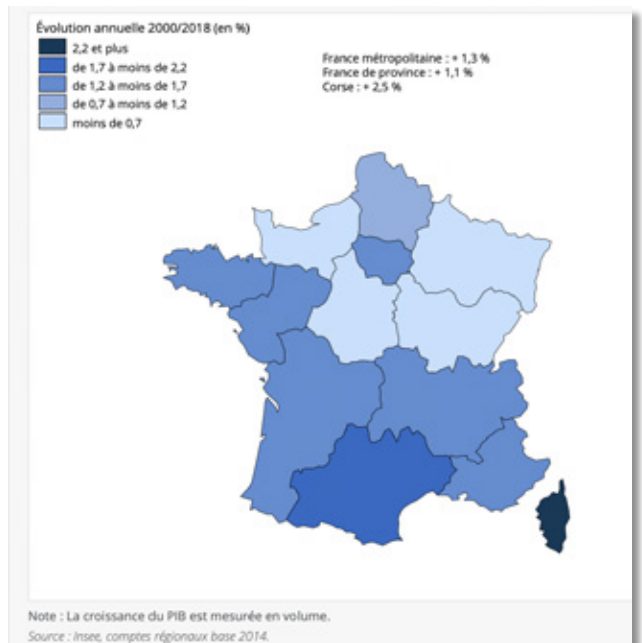 Évolution annuelle 2000/2018 (en %)
2,2 et plus
de 1,7 à moins de 2,2
de 1,2 à moins de 1,7
de 0,7 à moins de 1,2
moins de 0,7
France métropolitaine : + 1,3 %
France de province : + 1,1 %
Corse : + 2,5 %
Note : La croissance du PIB est mesurée en volume.
Source : Insee, comptes régionaux base 2014.